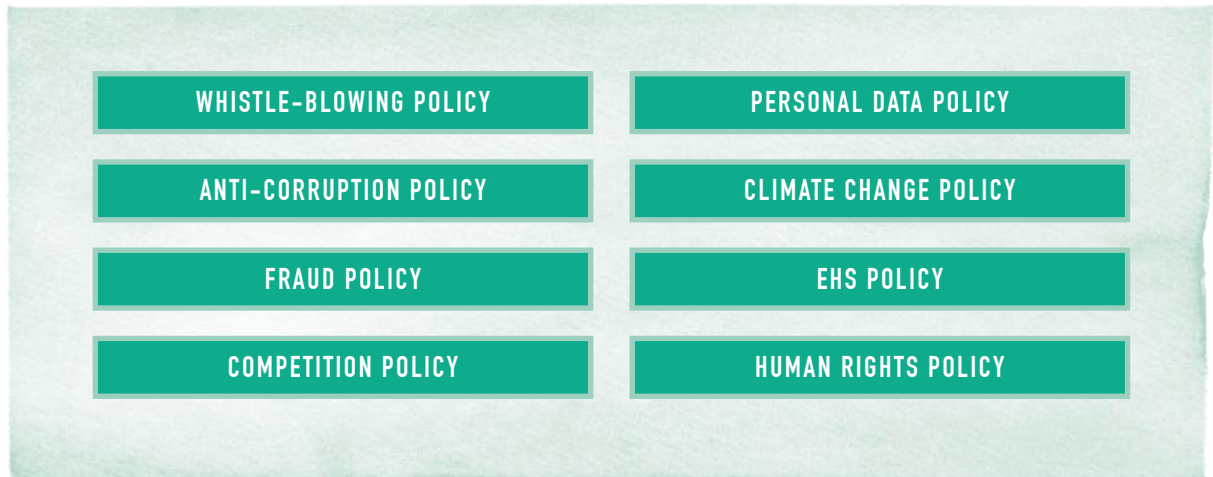 WHISTLE-BLOWING POLICY
PERSONAL DATA POLICY
ANTI-CORRUPTION POLICY
CLIMATE CHANGE POLICY
FRAUD POLICY
EHS POLICY
COMPETITION POLICY
HUMAN RIGHTS POLICY